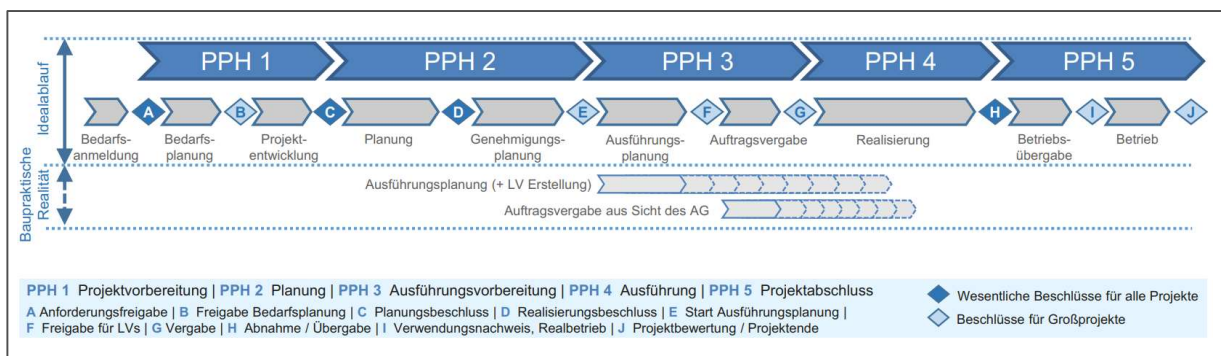 PPH 1 PPH 2 PPH 3 PPH 4 PPH 5
Idealablauf
A B C D E F G H I J
Bedarfs-
anmeldung
Bedarfs-
planung
Projekt-
entwicklung
Planung
Genehmigungs-
planung
Ausführungs-
planung
Auftragsvergabe
Realisierung
Betriebs-
übergabe
Betrieb
Baupraktische
Realität
Ausführungsplanung (+ LV Erstellung)
Auftragsvergabe aus Sicht des AG
PPH 1 Projektvorbereitung | PPH 2 Planung | PPH 3 Ausführungsvorbereitung | PPH 4 Ausführung | PPH 5 Projektabschluss
A Anforderungsfreigabe | B Freigabe Bedarfsplanung | C Planungsbeschluss | D Realisierungsbeschluss | E Start Ausführungsplanung |
F Freigabe für LVs | G Vergabe | H Abnahme / Übergabe | I Verwendungsnachweis, Realbetrieb | J Projektbewertung / Projektende
Wesentliche Beschlüsse für alle Projekte
Beschlüsse für Großprojekte